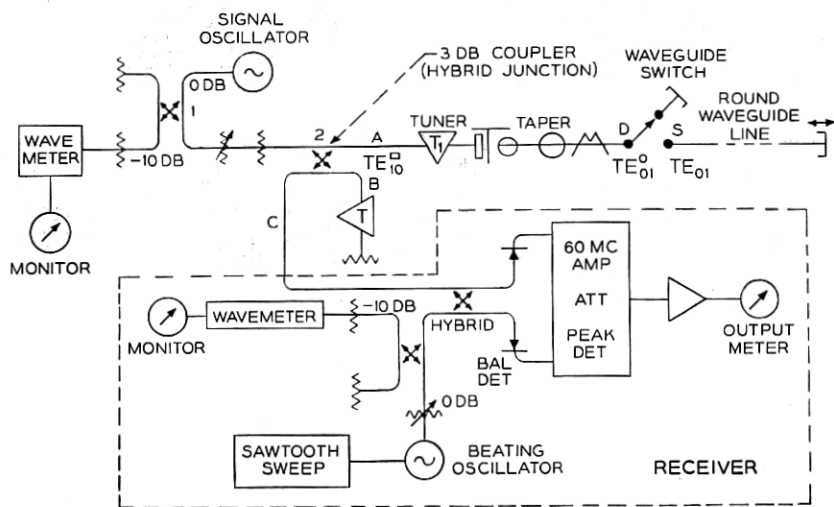 SIGNAL
OSCILLATOR
0 DB
1
-10 DB
WAVE
METER
MONITOR
3 DB COUPLER
(HYBRID JUNCTION)
2
A
TE□10
B
T
C
TUNER
T1
TAPER
WAVEGUIDE
SWITCH
D
S
TE○01
TE01
ROUND
WAVEGUIDE
LINE
MONITOR
WAVEMETER
-10 DB
HYBRID
BAL
DET
60 MC
AMP
ATT
PEAK
DET
OUTPUT
METER
0 DB
SAWTOOTH
SWEEP
BEATING
OSCILLATOR
RECEIVER